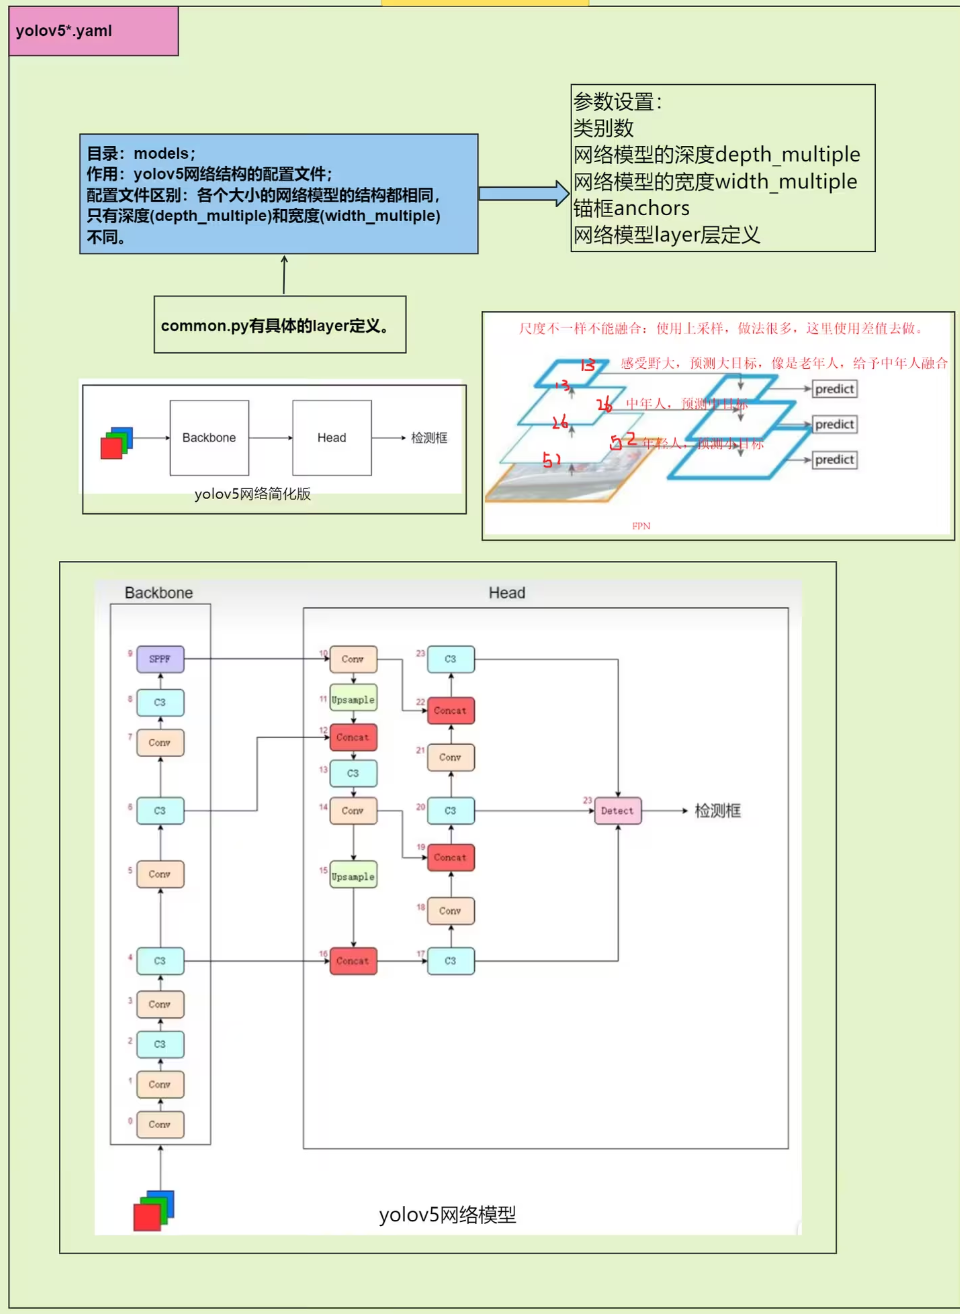 yolov5*.yaml
参数设置：
类别数
网络模型的深度depth_multiple
网络模型的宽度width_multiple
锚框anchors
网络模型layer层定义
目录：models；
作用：yolov5网络结构的配置文件；
配置文件区别：各个大小的网络模型的结构都相同，
只有深度(depth_multiple)和宽度(width_multiple)
不同。
common.py有具体的layer定义。
Backbone
Head
检测框
yolov5网络简化版
尺度不一样不能融合：使用上采样，做法很多，这里使用差值去做。
13
感受野大，预测大目标，像是老年人，给予中年人融合
13
predict
26
中年人，预测中目标
26
predict
52
年轻人，预测小目标
51
predict
FPN
Backbone
Head
9 SPPF
10 Conv
23 C3
8 C3
11 Upsample
22 Concat
7 Conv
12 Concat
21 Conv
13 C3
6 C3
14 Conv
20 C3
23 Detect
检测框
19 Concat
5 Conv
15 Upsample
18 Conv
4 C3
16 Concat
17 C3
3 Conv
2 C3
1 Conv
0 Conv
yolov5网络模型